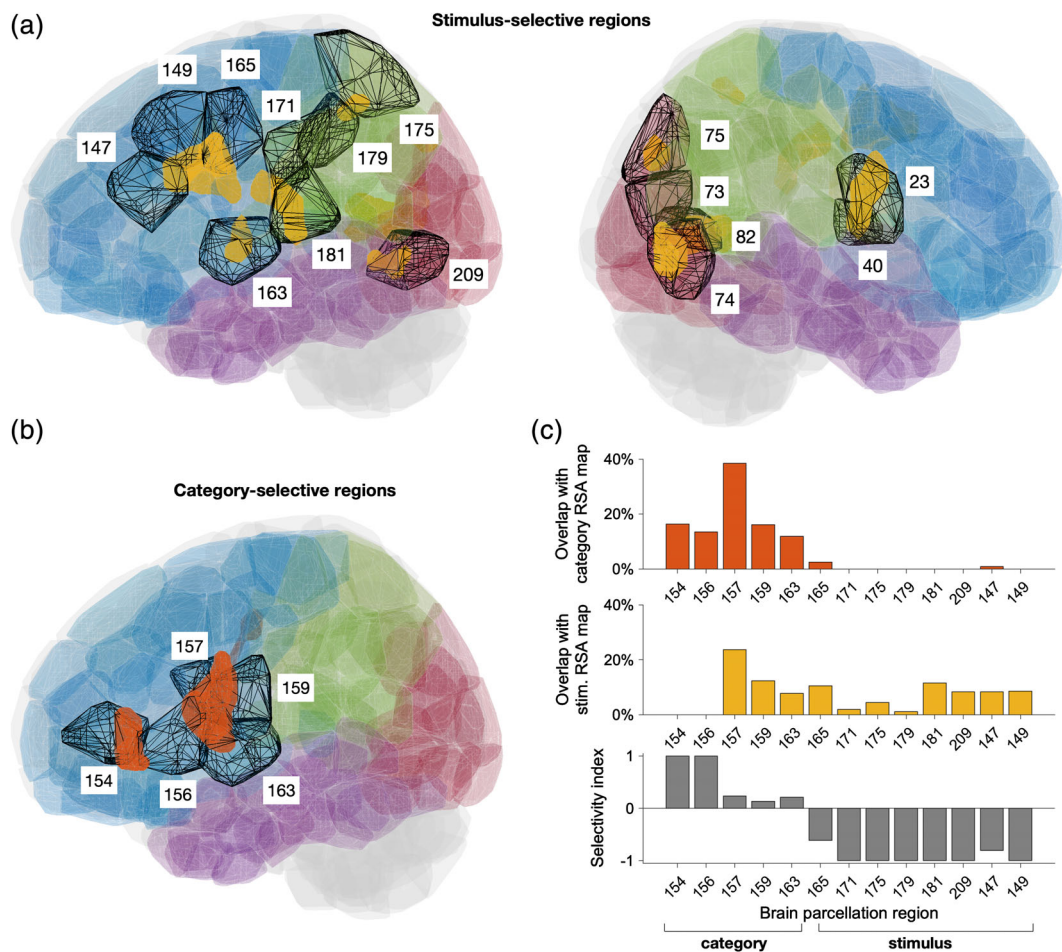 Stimulus-selective regions
(a)
149
165
171
147
175
179
181
163
209
75
73
23
82
40
74
(b)
Category-selective regions
157
159
154
156
163
(c)
Overlap with
category RSA map
40%
20%
0%
154 156 157 159 163 165 171 175 179 181 209 147 149
Overlap with
stim. RSA map
40%
20%
0%
154 156 157 159 163 165 171 175 179 181 209 147 149
Selectivity index
1
0
-1
154 156 157 159 163 165 171 175 179 181 209 147 149
Brain parcellation region
category stimulus